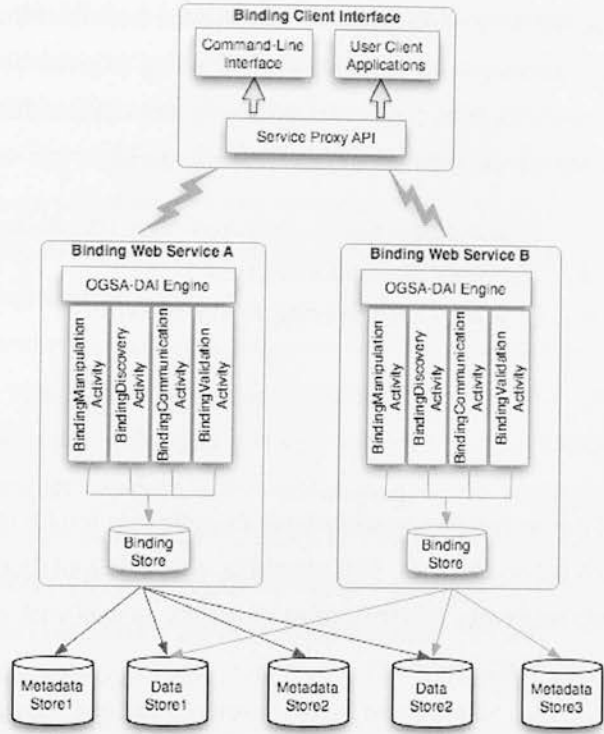 Binding Client Interface
Command-Line
Interface
User Client
Applications
Service Proxy API
Binding Web Service A
OGSA-DAI Engine
BindingManipulation
Activity
BindingDiscovery
Activity
BindingCommunication
Activity
BindingValidation
Activity
Binding
Store
Binding Web Service B
OGSA-DAI Engine
BindingManipulation
Activity
BindingDiscovery
Activity
BindingCommunication
Activity
BindingValidation
Activity
Binding
Store
Metadata
Store1
Data
Store1
Metadata
Store2
Data
Store2
Metadata
Store3